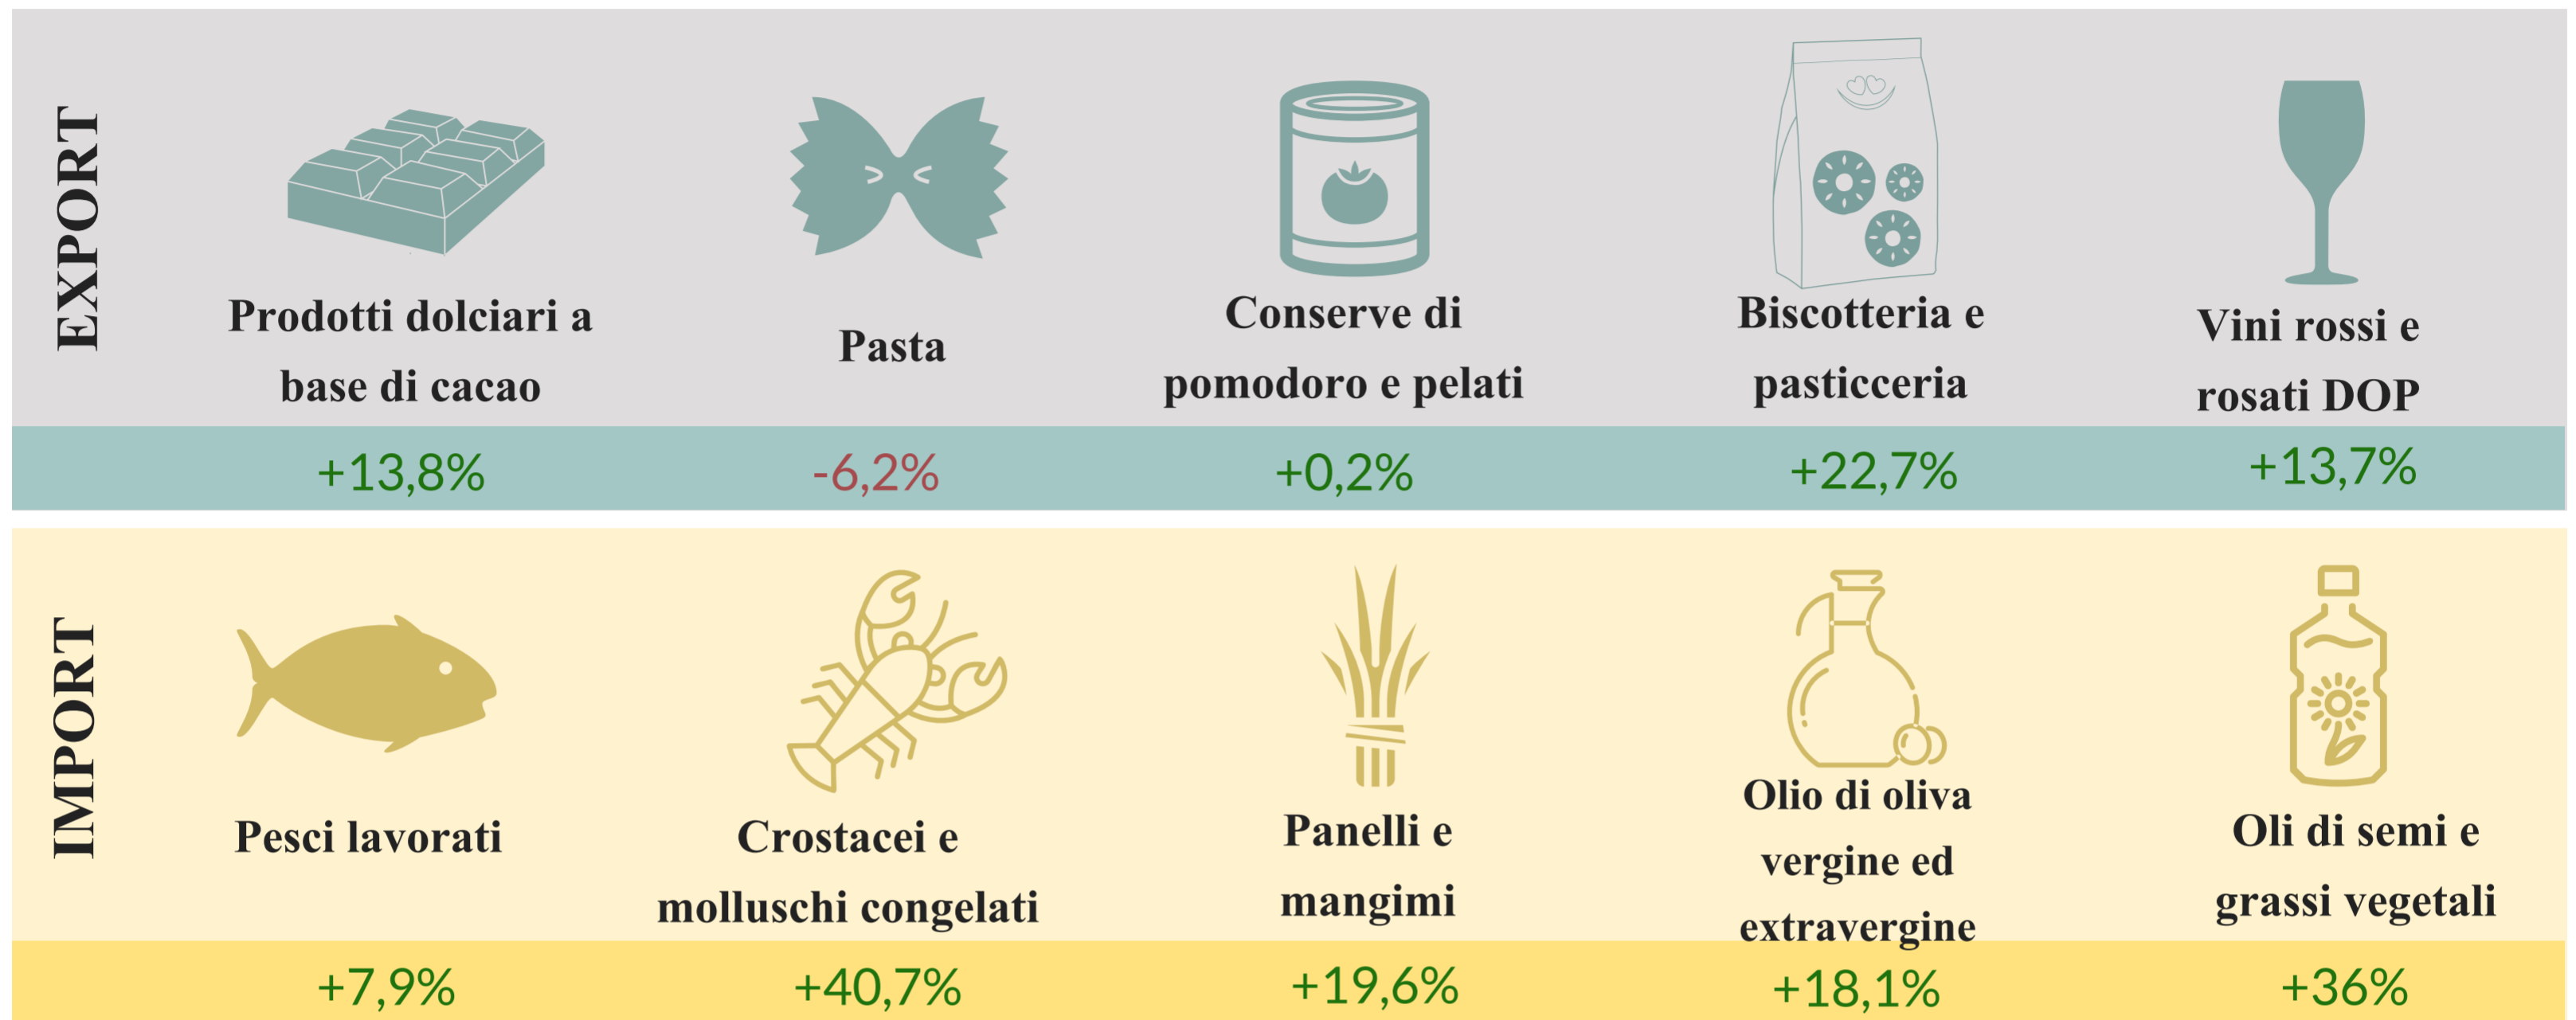 EXPORT
Prodotti dolciari a
base di cacao
Pasta
Conserve di
pomodoro e pelati
Biscotteria e
pasticceria
Vini rossi e
rosati DOP
+13,8%
-6,2%
+0,2%
+22,7%
+13,7%
IMPORT
Pesci lavorati
Crostacei e
molluschi congelati
Panelli e
mangimi
Olio di oliva
vergine ed
extravergine
Oli di semi e
grassi vegetali
+7,9%
+40,7%
+19,6%
+18,1%
+36%